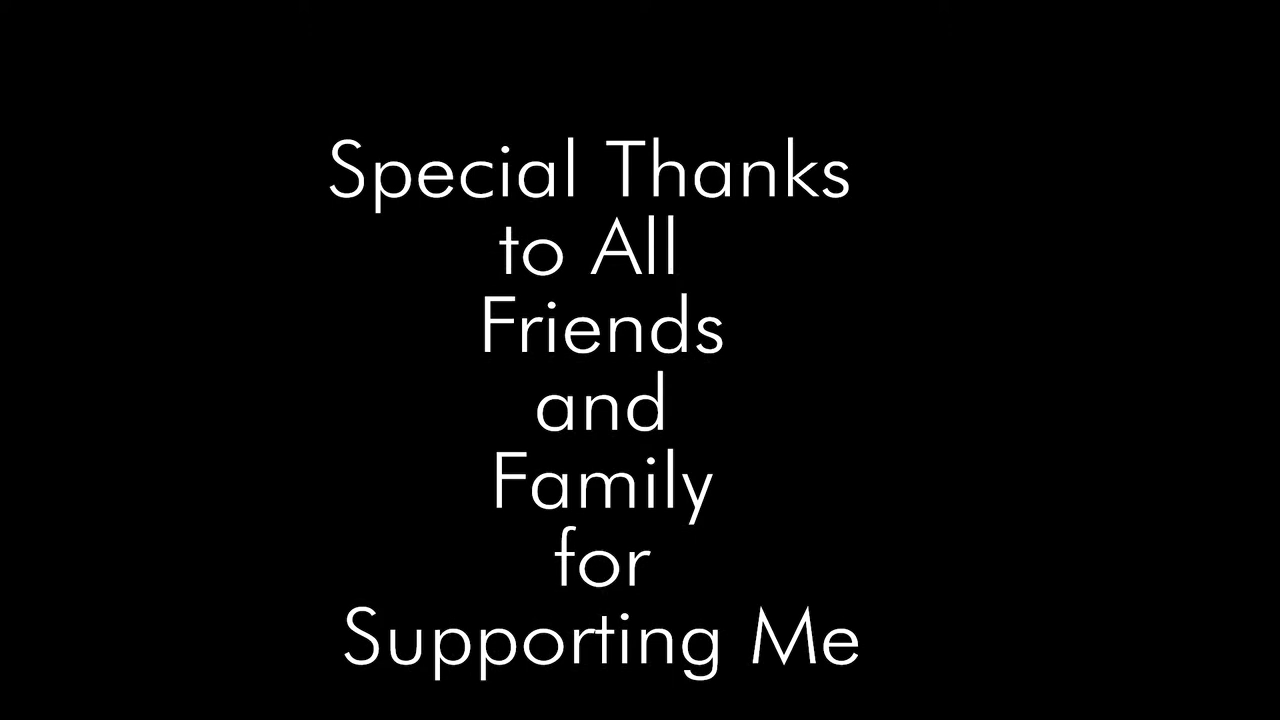 Special Thanks
to All
Friends
and
Family
for
Supporting Me